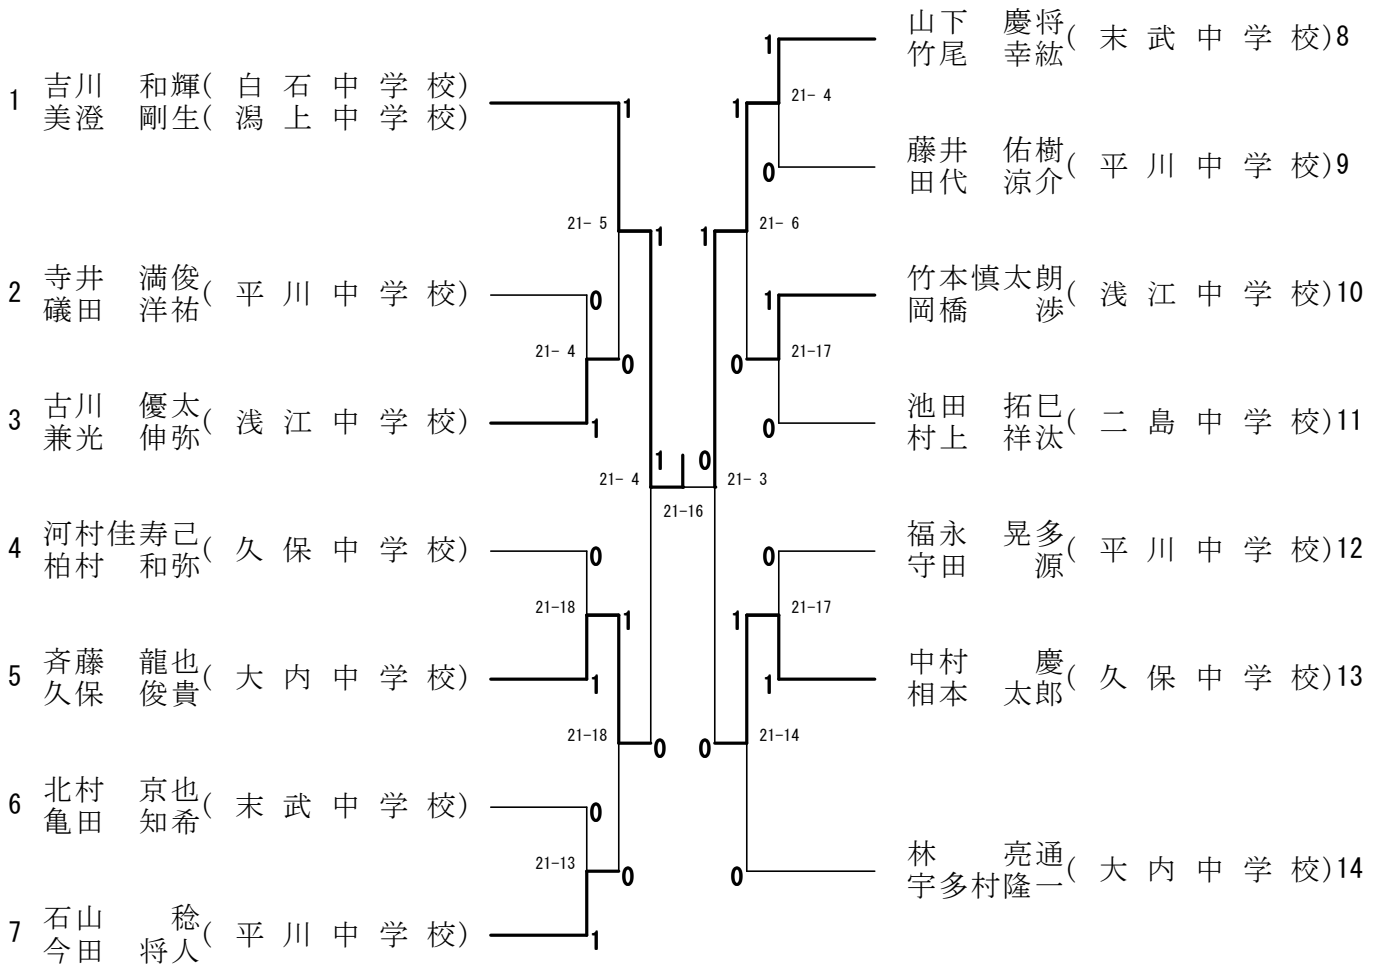 1 吉川 和輝( 白石中学校)
美澄 剛生( 潟上中学校)
2 寺井 満俊
礒田 洋祐( 平川中学校)
3 古川 優太
兼光 伸弥( 浅江中学校)
4 河村佳寿己
柏村 和弥( 久保中学校)
5 斉藤 龍也
久保 俊貴( 大内中学校)
6 北村 京也
亀田 知希( 末武中学校)
7 石山 稔
今田 将人( 平川中学校)
1
21- 5
1
0
21- 4
0
1
1
21- 4
0
21-18
1
1
21-18
0
0
21-13
0
1
21-16
0
1
21- 4
1
0
1
21- 6
1
0
21-17
0
21- 3
0
21-17
1
1
0
21-14
0
山下 慶将
竹尾 幸紘( 末武中学校)8
藤井 佑樹
田代 涼介( 平川中学校)9
竹本慎太朗
岡橋 渉( 浅江中学校)10
池田 拓巳
村上 祥汰( 二島中学校)11
福永 晃多
守田 源( 平川中学校)12
中村 慶
相本 太郎( 久保中学校)13
林 亮通
宇多村隆一( 大内中学校)14